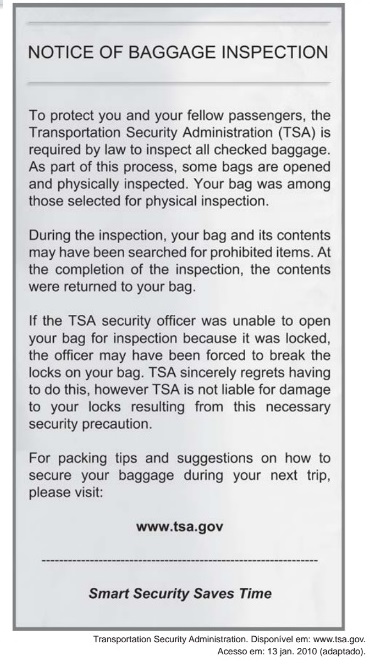 NOTICE OF BAGGAGE INSPECTION
To protect you and your fellow passengers, the
Transportation Security Administration (TSA) is
required by law to inspect all checked baggage.
As part of this process, some bags are opened
and physically inspected. Your bag was among
those selected for physical inspection.
During the inspection, your bag and its contents
may have been searched for prohibited items. At
the completion of the inspection, the contents
were returned to your bag.
If the TSA security officer was unable to open
your bag for inspection because it was locked,
the officer may have been forced to break the
locks on your bag. TSA sincerely regrets having
to do this, however TSA is not liable for damage
to your locks resulting from this necessary
security precaution.
For packing tips and suggestions on how to
secure your baggage during your next trip,
please visit:
www.tsa.gov
Smart Security Saves Time
Transportation Security Administration. Disponível em: www.tsa.gov.
Acesso em: 13 jan. 2010 (adaptado).